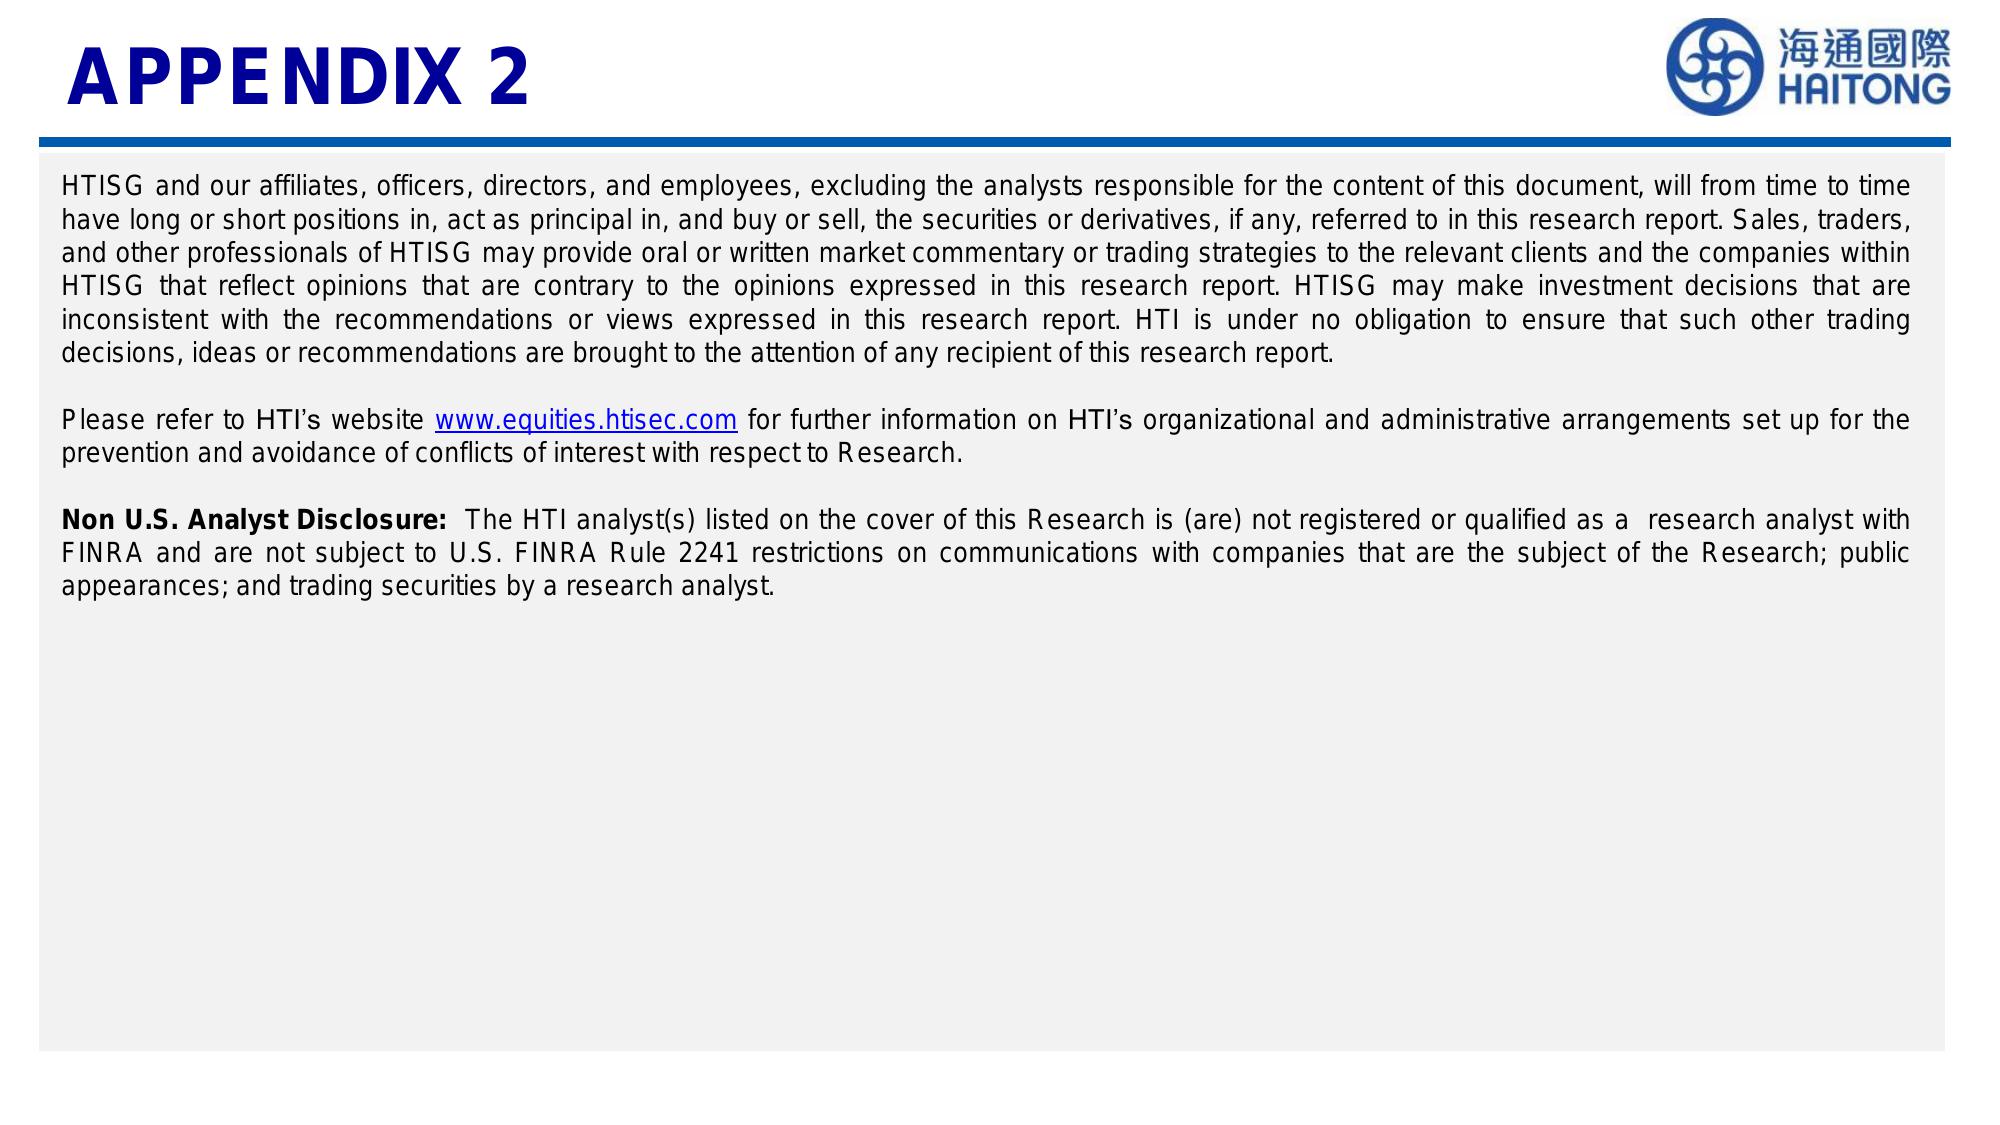 APPENDIX 2
海通國際
HAITONG
HTISG and our affiliates, officers, directors, and employees, excluding the analysts responsible for the content of this document, will from time to time
have long or short positions in, act as principal in, and buy or sell, the securities or derivatives, if any, referred to in this research report. Sales, traders,
and other professionals of HTISG may provide oral or written market commentary or trading strategies to the relevant clients and the companies within
HTISG that reflect opinions that are contrary to the opinions expressed in this research report. HTISG may make investment decisions that are
inconsistent with the recommendations or views expressed in this research report. HTI is under no obligation to ensure that such other trading
decisions, ideas or recommendations are brought to the attention of any recipient of this research report.
Please refer to HTI’s website www.equities.htisec.com for further information on HTI’s organizational and administrative arrangements set up for the
prevention and avoidance of conflicts of interest with respect to Research.
Non U.S. Analyst Disclosure: The HTI analyst(s) listed on the cover of this Research is (are) not registered or qualified as a research analyst with
FINRA and are not subject to U.S. FINRA Rule 2241 restrictions on communications with companies that are the subject of the Research; public
appearances; and trading securities by a research analyst.